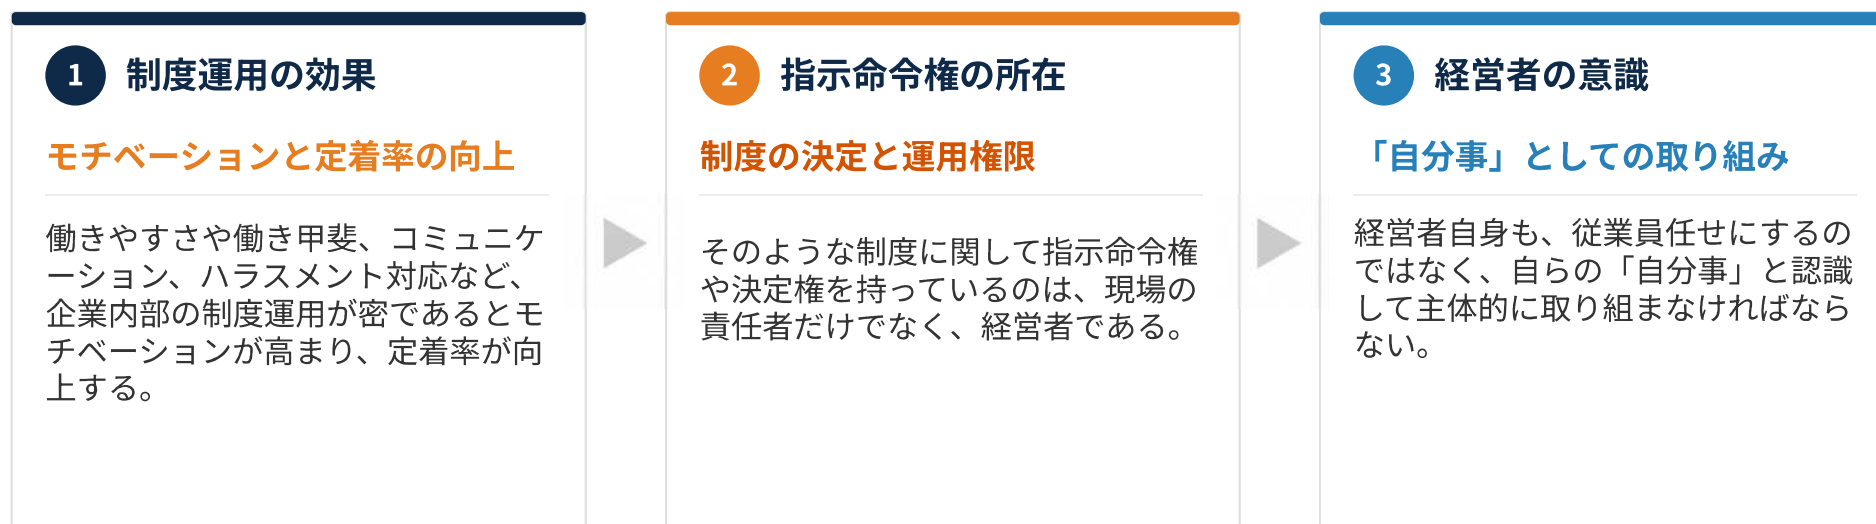 1 制度運用の効果
モチベーションと定着率の向上
働きやすさや働き甲斐、コミュニケ
ーション、ハラスメント対応など、
企業内部の制度運用が密であるとモ
チベーションが高まり、定着率が向
上する。
2 指示命令権の所在
制度の決定と運用権限
そのような制度に関して指示命令権
や決定権を持っているのは、現場の
責任者だけでなく、経営者である。
3 経営者の意識
「自分事」としての取り組み
経営者自身も、従業員任せにするの
ではなく、自らの「自分事」と認識
して主体的に取り組まなければなら
ない。